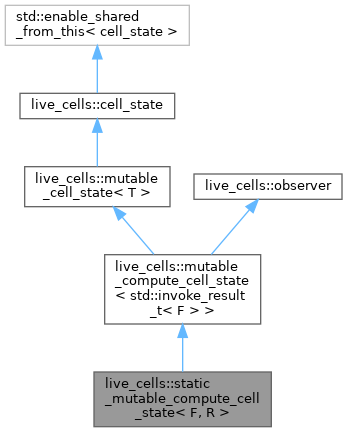 std::enable_shared
_from_this< cell_state >
live_cells::cell_state
live_cells::mutable
_cell_state< T >
live_cells::observer
live_cells::mutable
_compute_cell_state
< std::invoke_result
_t< F > >
live_cells::static
_mutable_compute_cell
_state< F, R >